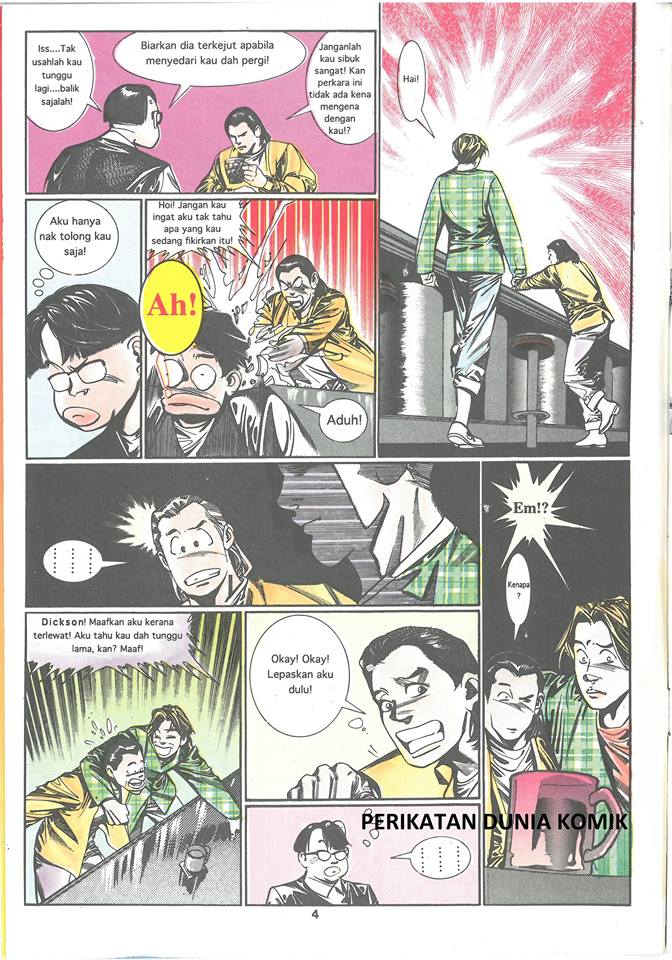 Iss....Tak
usahlah kau
tunggu
lagi....balik
sajalah!
Biarkan dia terkejut apabila
menyedari kau dah pergi!
Janganlah
kau sibuk
sangat! Kan
perkara ini
tidak ada kena
mengena
dengan
kau!?
Hai!
Aku hanya
nak tolong kau
saja!
Hoi! Jangan kau
ingat aku tak tahu
apa yang kau
sedang fikirkan itu!
Ah!
Aduh!
Em!?
Kenapa
?
Dickson! Maafkan aku kerana
terlewat! Aku tahu kau dah tunggu
lama, kan? Maaf!
Okay! Okay!
Lepaskan aku
dulu!
PERIKATAN DUNIA KOMIK
4